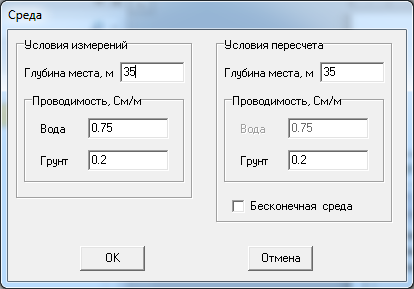 Среда
Условия измерений
Глубина места, м 35
Проводимость, См/м
Вода 0.75
Грунт 0.2
Условия пересчета
Глубина места, м 35
Проводимость, См/м
Вода 0.75
Грунт 0.2
Бесконечная среда
OK
Отмена